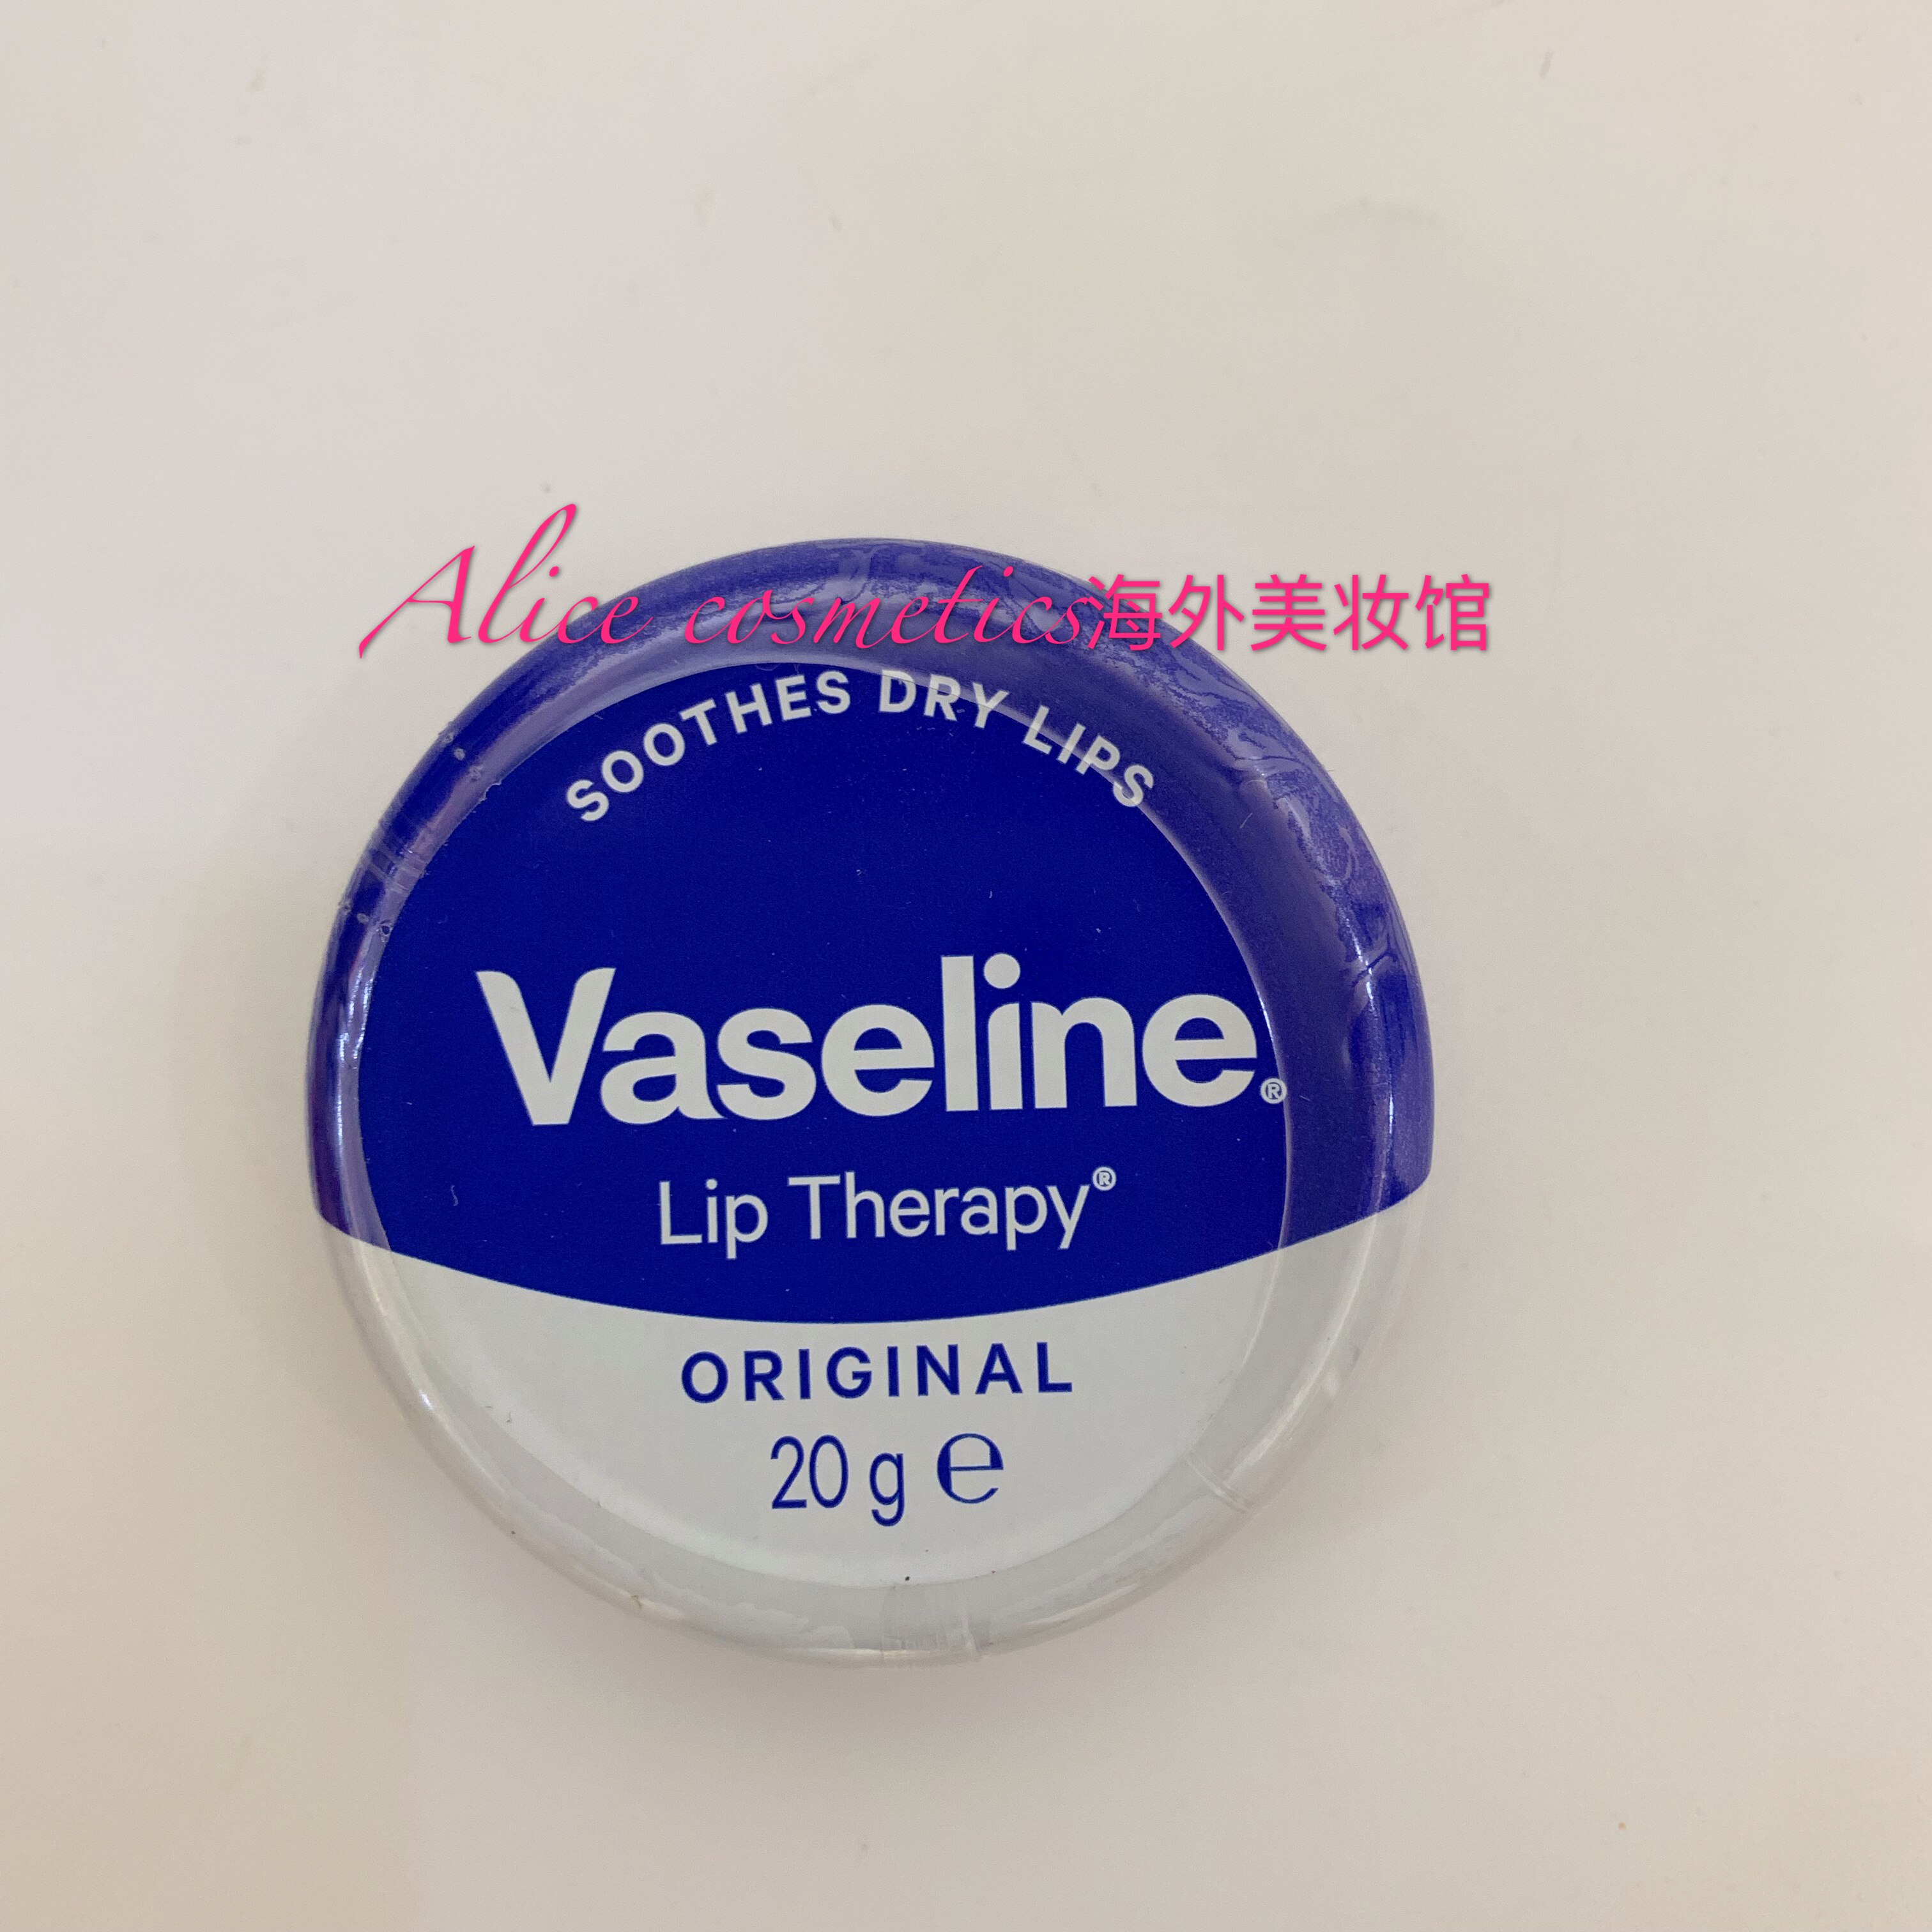 Alice cosmetics海外美妆馆
SOOTHES DRY LIPS
Vaseline®
Lip Therapy®
ORIGINAL
20 g ℮